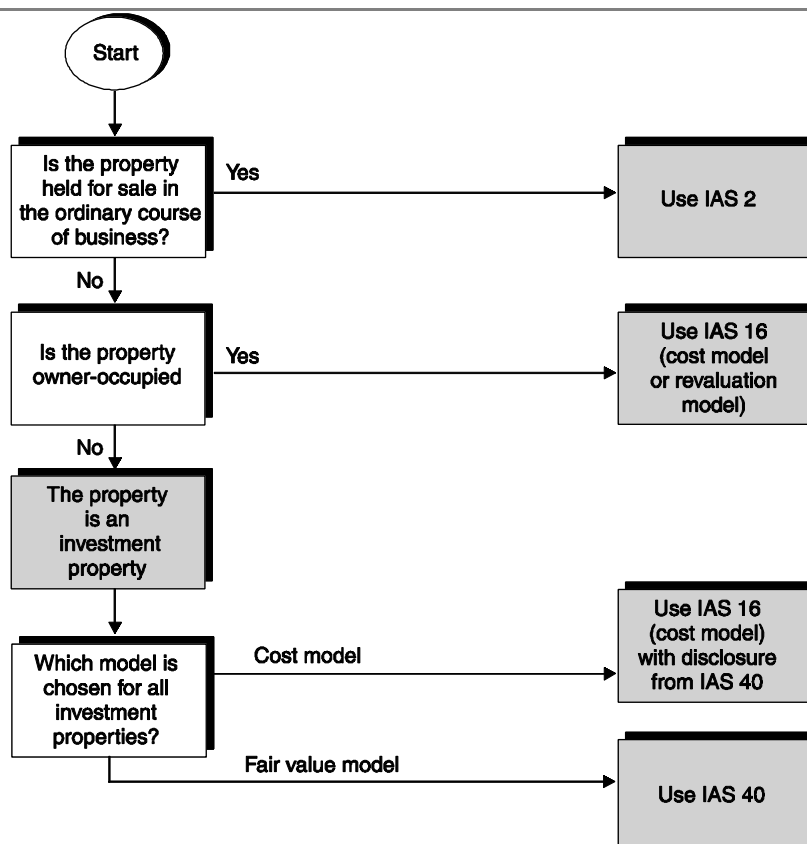 Start
Is the property
held for sale in
the ordinary course
of business?
Yes
Use IAS 2
No
Is the property
owner-occupied
Yes
Use IAS 16
(cost model
or revaluation
model)
No
The property
is an
investment
property
Which model is
chosen for all
investment
properties?
Cost model
Use IAS 16
(cost model)
with disclosure
from IAS 40
Fair value model
Use IAS 40